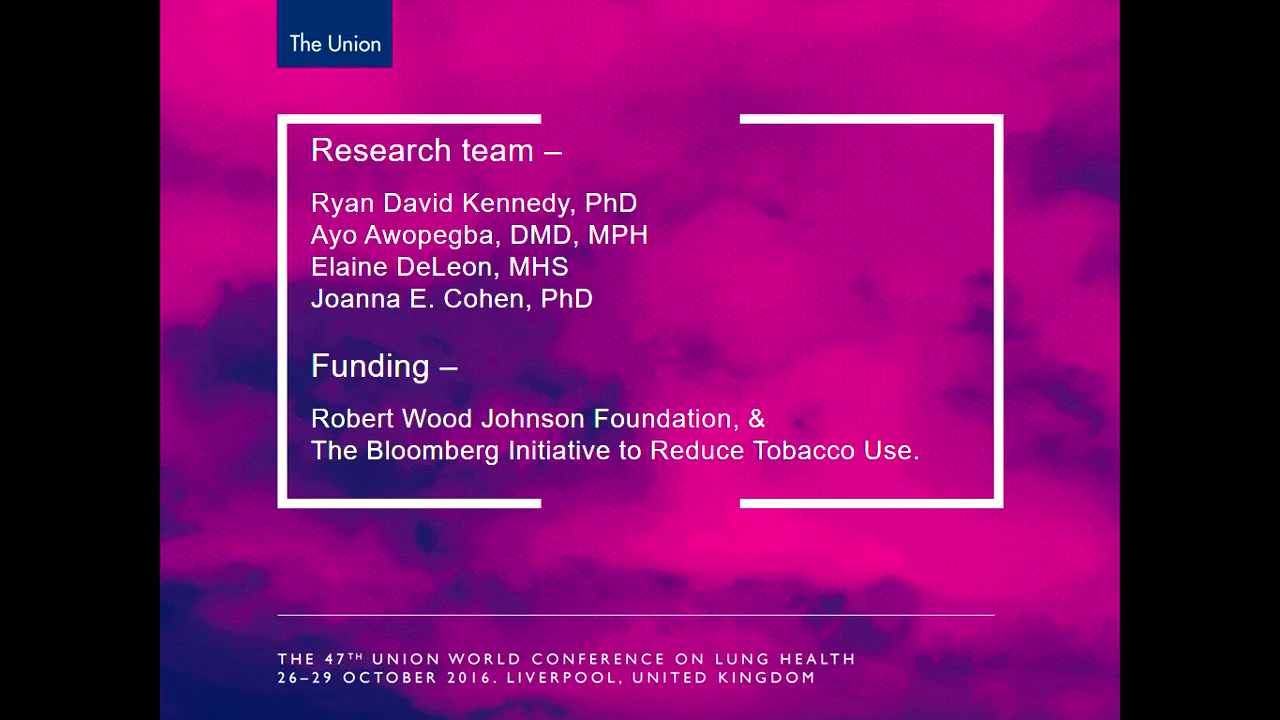 The Union
Research team –
Ryan David Kennedy, PhD
Ayo Awopegba, DMD, MPH
Elaine DeLeon, MHS
Joanna E. Cohen, PhD
Funding –
Robert Wood Johnson Foundation, &
The Bloomberg Initiative to Reduce Tobacco Use.
THE 47TH UNION WORLD CONFERENCE ON LUNG HEALTH
26–29 OCTOBER 2016. LIVERPOOL, UNITED KINGDOM